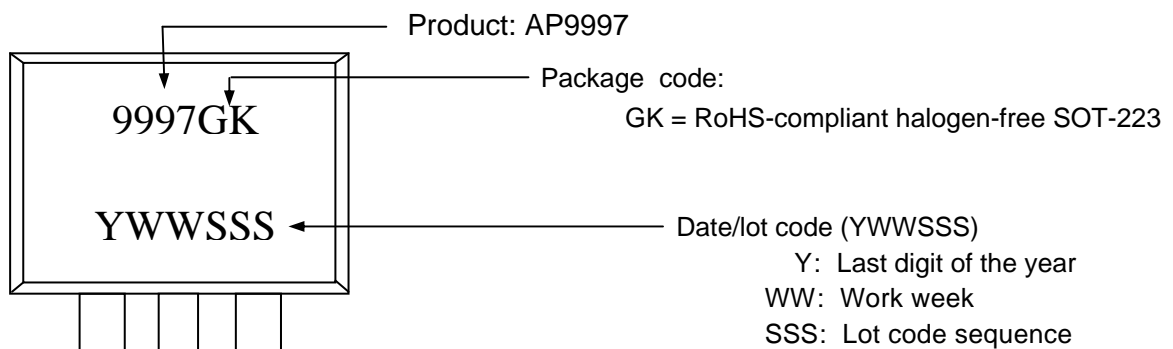 Product: AP9997
Package code:
9997GK
GK = RoHS-compliant halogen-free SOT-223
YWWSSS
Date/lot code (YWWSSS)
Y: Last digit of the year
WW: Work week
SSS: Lot code sequence